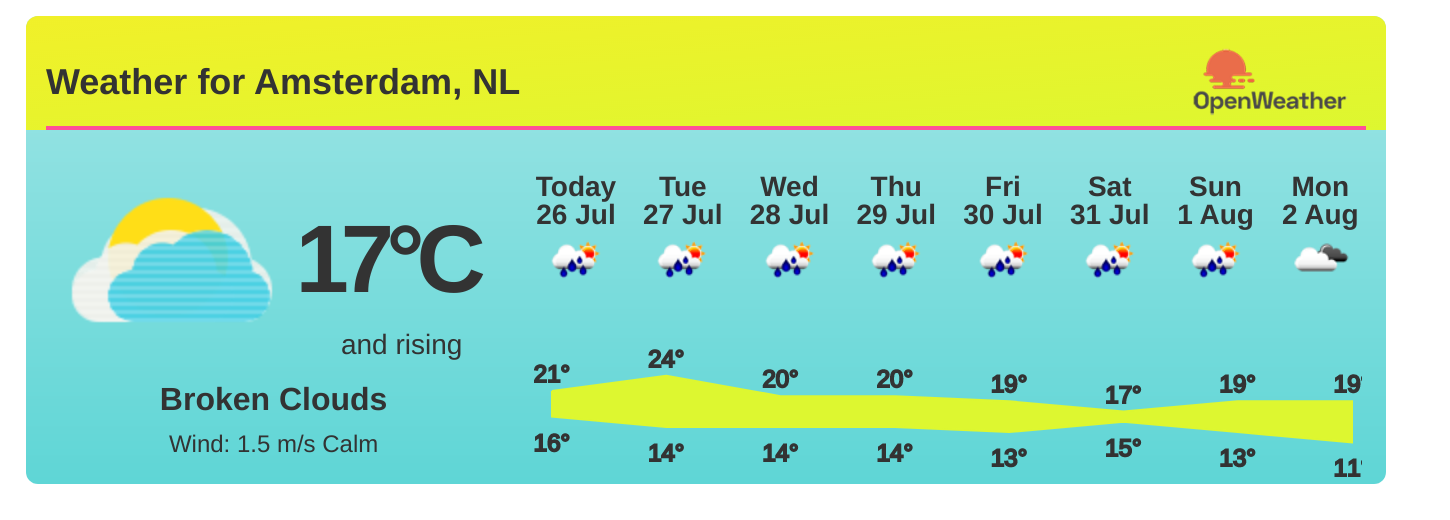 Weather for Amsterdam, NL
OpenWeather
17°C
and rising
Broken Clouds
Wind: 1.5 m/s Calm
Today Tue Wed Thu Fri Sat Sun Mon
26 Jul 27 Jul 28 Jul 29 Jul 30 Jul 31 Jul 1 Aug 2 Aug
21° 24° 20° 20° 19° 17° 19° 19°
16° 14° 14° 14° 13° 15° 13° 11°